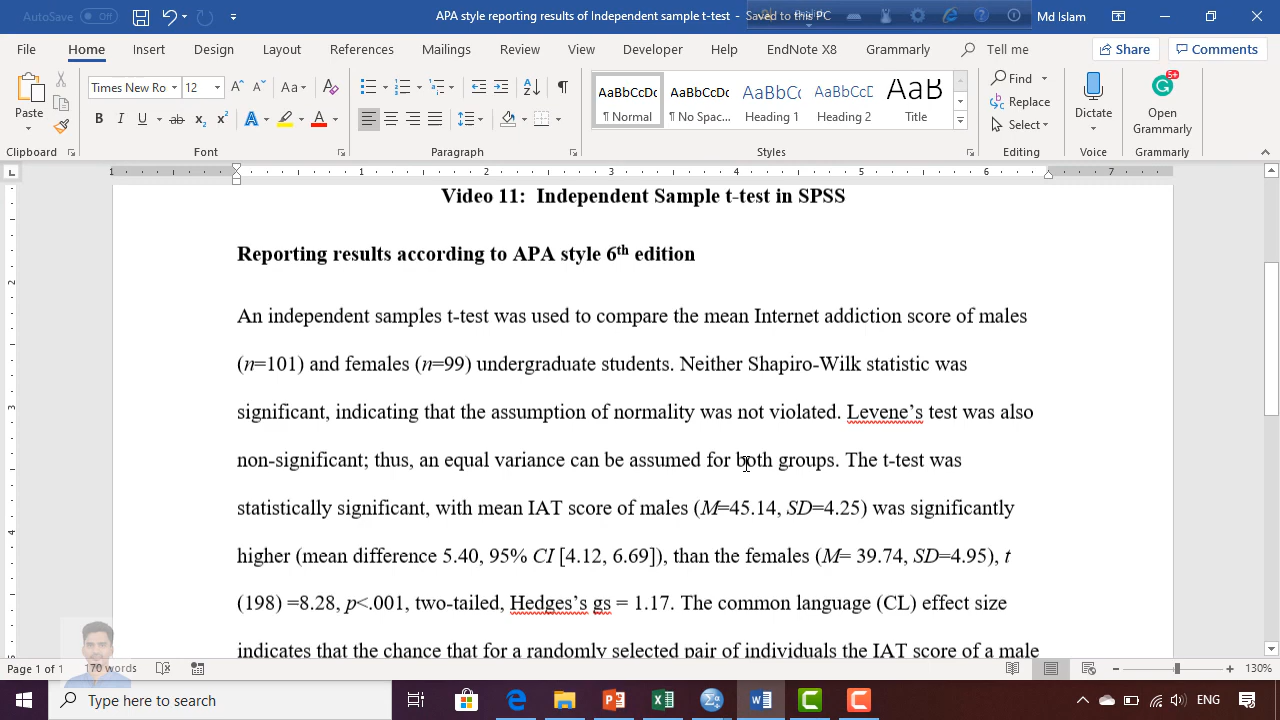 AutoSave Off
APA style reporting results of Independent sample t-test - Saved to this PC
Md Islam
File Home Insert Design Layout References Mailings Review View Developer Help EndNote X8 Grammarly Tell me Share Comments
Paste
Clipboard
Times New Ro 12
Font
Paragraph
AaBbCcDc AaBbCcDc AaBbCc AaBbCcD AaB
¶ Normal ¶ No Spac... Heading 1 Heading 2 Title
Styles
Find
Replace
Select
Editing
Dictate
Voice
Open
Grammarly
Grammarly
1 1 2 3 4 5 6 7
Video 11: Independent Sample t-test in SPSS
Reporting results according to APA style 6th edition
An independent samples t-test was used to compare the mean Internet addiction score of males
(n=101) and females (n=99) undergraduate students. Neither Shapiro-Wilk statistic was
significant, indicating that the assumption of normality was not violated. Levene’s test was also
non-significant; thus, an equal variance can be assumed for both groups. The t-test was
statistically significant, with mean IAT score of males (M=45.14, SD=4.25) was significantly
higher (mean difference 5.40, 95% CI [4.12, 6.69]), than the females (M= 39.74, SD=4.95), t
(198) =8.28, p<.001, two-tailed, Hedges’s gs = 1.17. The common language (CL) effect size
indicates that the chance that for a randomly selected pair of individuals the IAT score of a male
Page 1 of 1 170 words
130%
Type here to search
ENG